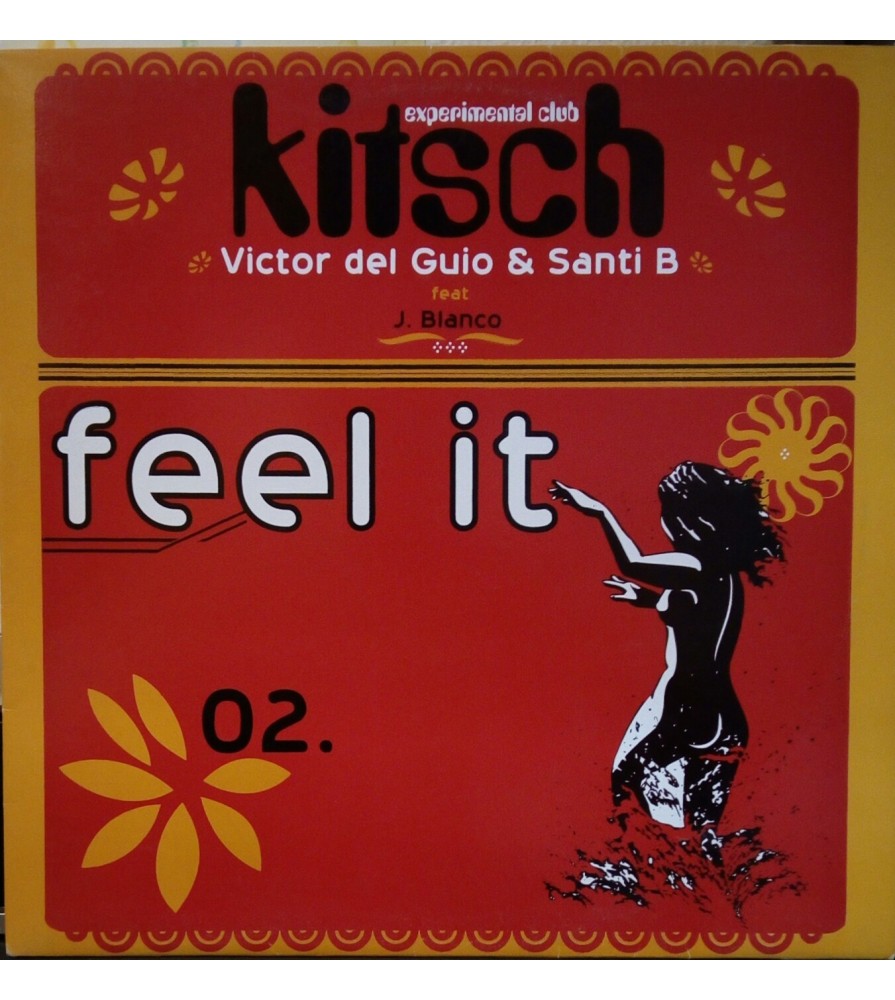 experimental club
kitsch
Victor del Guio & Santi B
feat
J. Blanco
feel it
02.